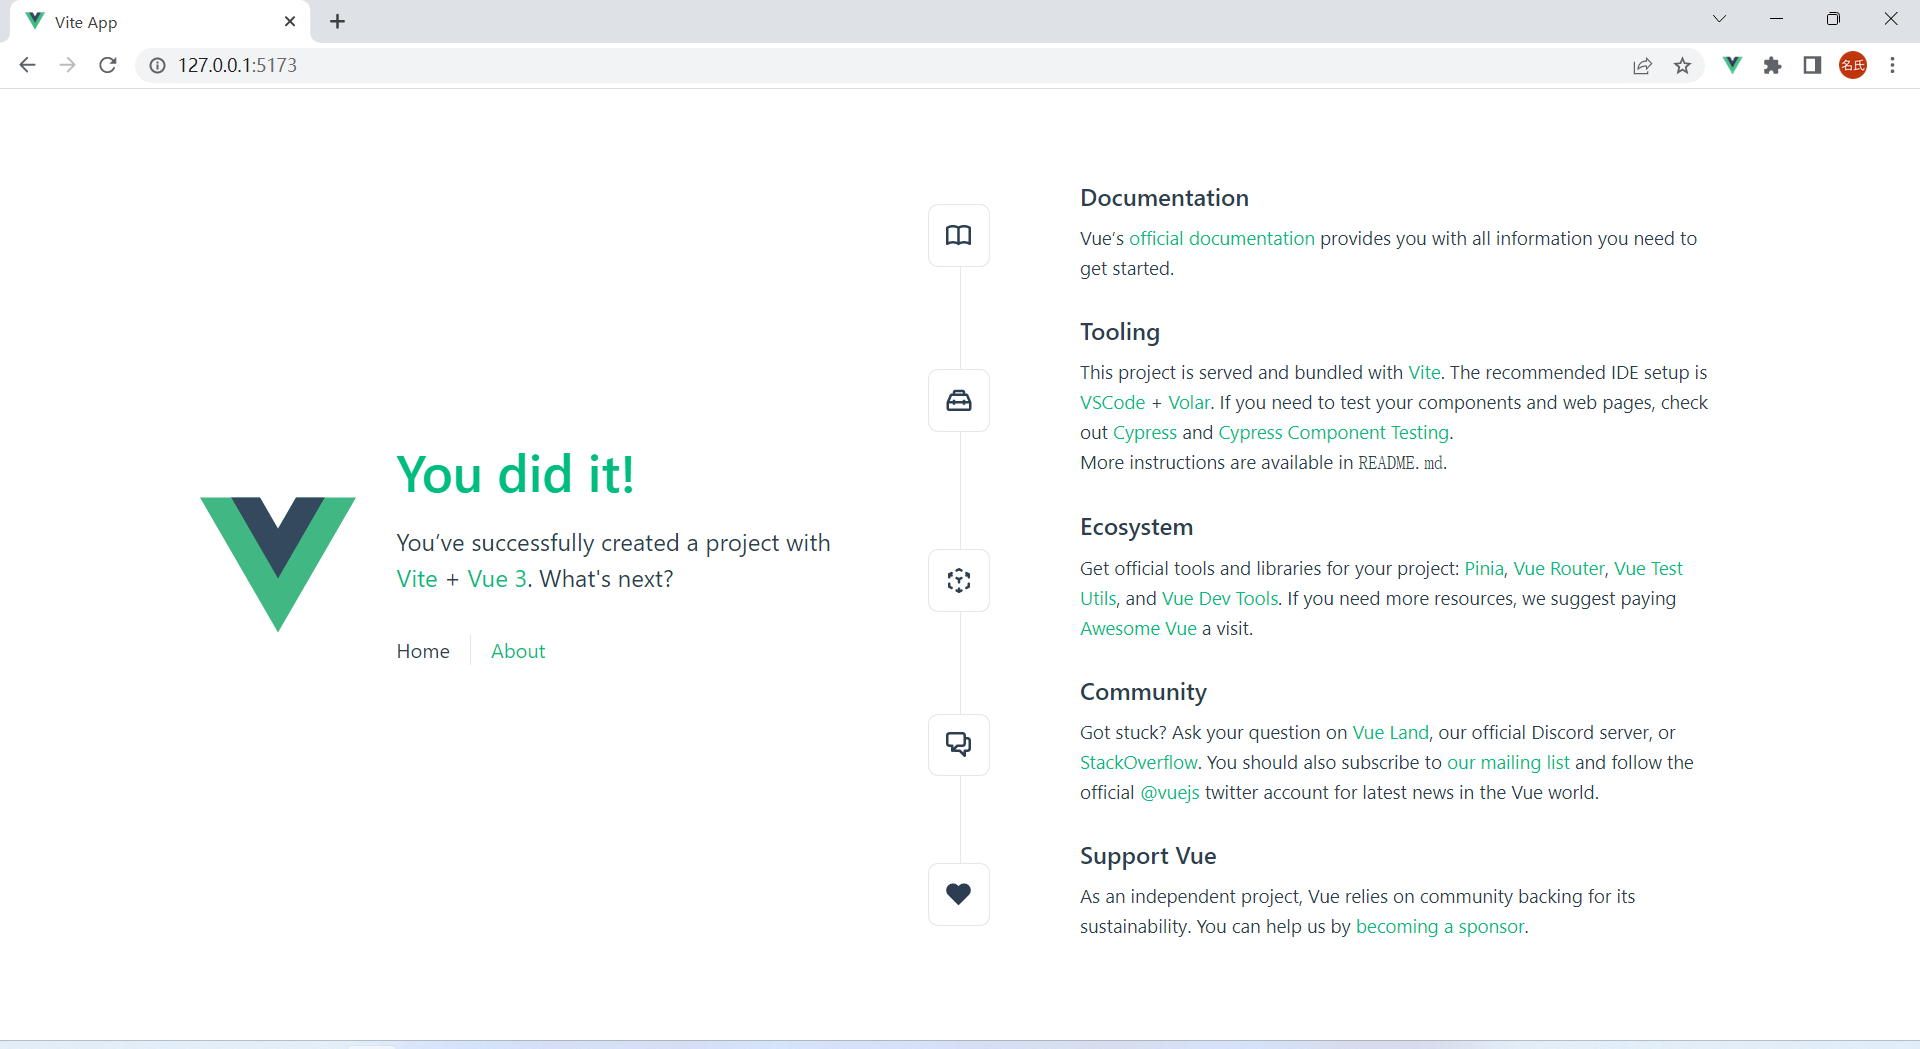 Vite App
127.0.0.1:5173
名氏
You did it!
You’ve successfully created a project with
Vite + Vue 3. What's next?
Home
About
Documentation
Vue’s official documentation provides you with all information you need to
get started.
Tooling
This project is served and bundled with Vite. The recommended IDE setup is
VSCode + Volar. If you need to test your components and web pages, check
out Cypress and Cypress Component Testing.
More instructions are available in README.md.
Ecosystem
Get official tools and libraries for your project: Pinia, Vue Router, Vue Test
Utils, and Vue Dev Tools. If you need more resources, we suggest paying
Awesome Vue a visit.
Community
Got stuck? Ask your question on Vue Land, our official Discord server, or
StackOverflow. You should also subscribe to our mailing list and follow the
official @vuejs twitter account for latest news in the Vue world.
Support Vue
As an independent project, Vue relies on community backing for its
sustainability. You can help us by becoming a sponsor.